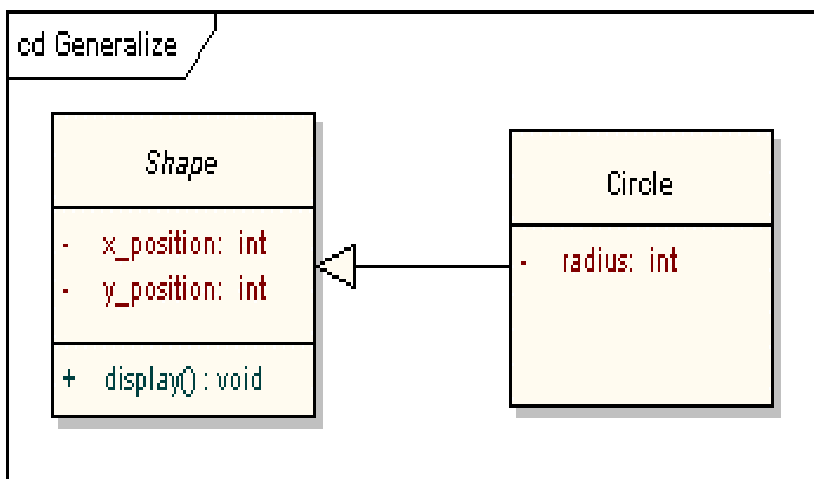 cd Generalize
Shape
- x_position: int
- y_position: int
+ display() : void
Circle
- radius: int